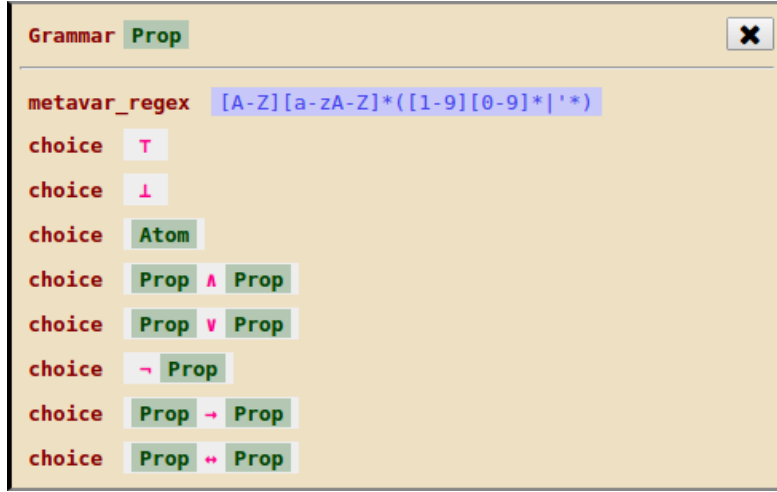 Grammar Prop
metavar_regex [A-Z][a-zA-Z]*([1-9][0-9]*|'*)
choice ⊤
choice ⊥
choice Atom
choice Prop ∧ Prop
choice Prop ∨ Prop
choice ¬ Prop
choice Prop → Prop
choice Prop ↔ Prop